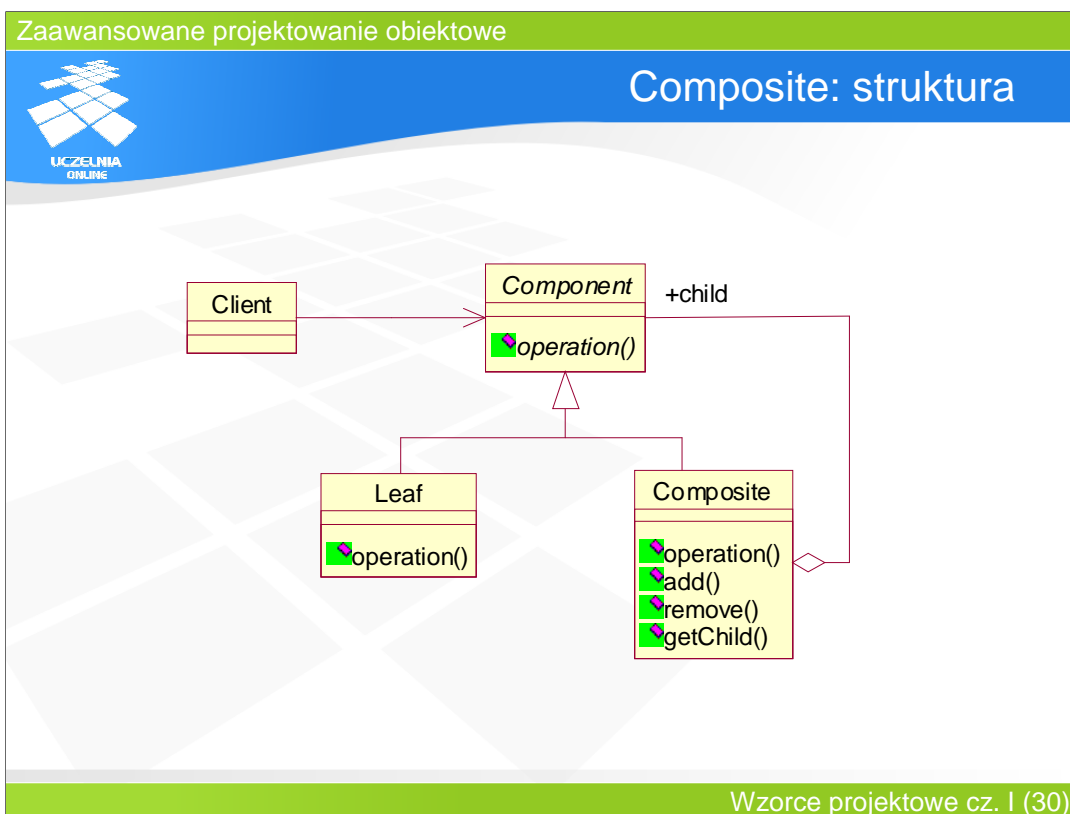 Zaawansowane projektowanie obiektowe
Composite: struktura
UCZELNIA
ONLINE
Client
Component
operation()
+child
Leaf
operation()
Composite
operation()
add()
remove()
getChild()
Wzorce projektowe cz. I (30)